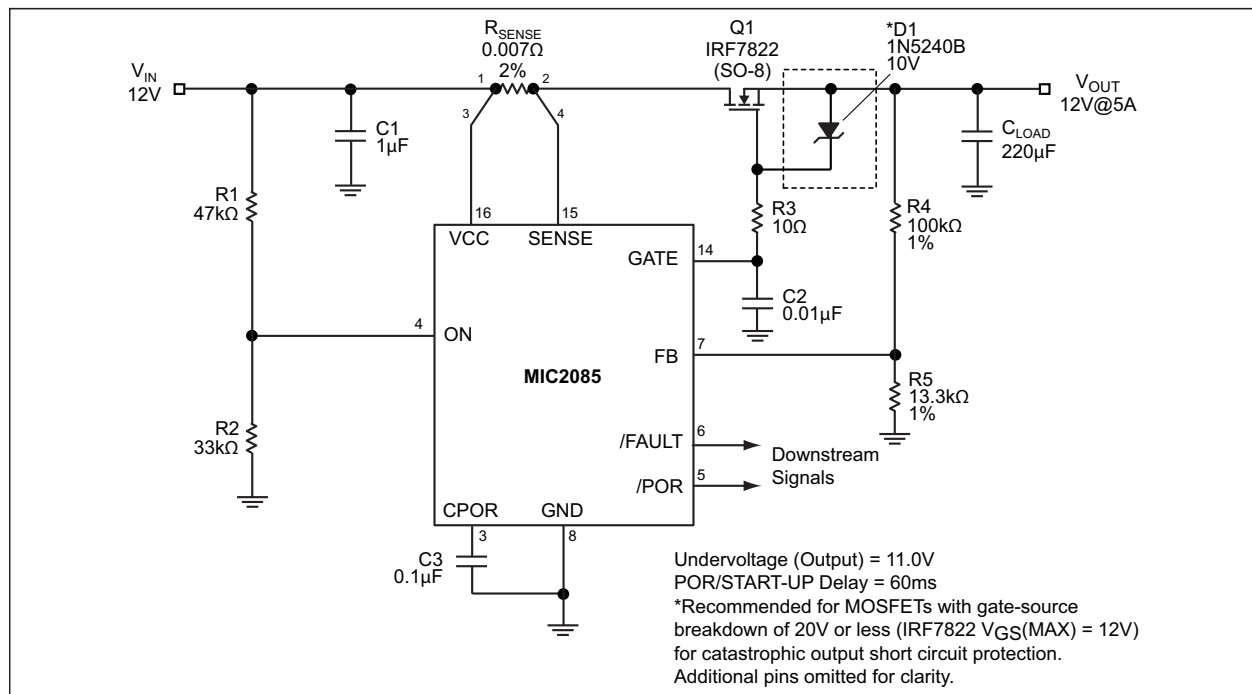 R_SENSE
0.007Ω
2%
Q1
IRF7822
(SO-8)
*D1
1N5240B
10V
V_IN
12V
1
2
V_OUT
12V@5A
3
4
C1
1µF
C_LOAD
220µF
R1
47kΩ
16
15
VCC
SENSE
R3
10Ω
R4
100kΩ
1%
GATE
14
C2
0.01µF
4
ON
7
FB
MIC2085
R5
13.3kΩ
1%
R2
33kΩ
/FAULT
6
/POR
5
Downstream
Signals
CPOR
GND
3
8
C3
0.1µF
Undervoltage (Output) = 11.0V
POR/START-UP Delay = 60ms
*Recommended for MOSFETs with gate-source
breakdown of 20V or less (IRF7822 VGS(MAX) = 12V)
for catastrophic output short circuit protection.
Additional pins omitted for clarity.